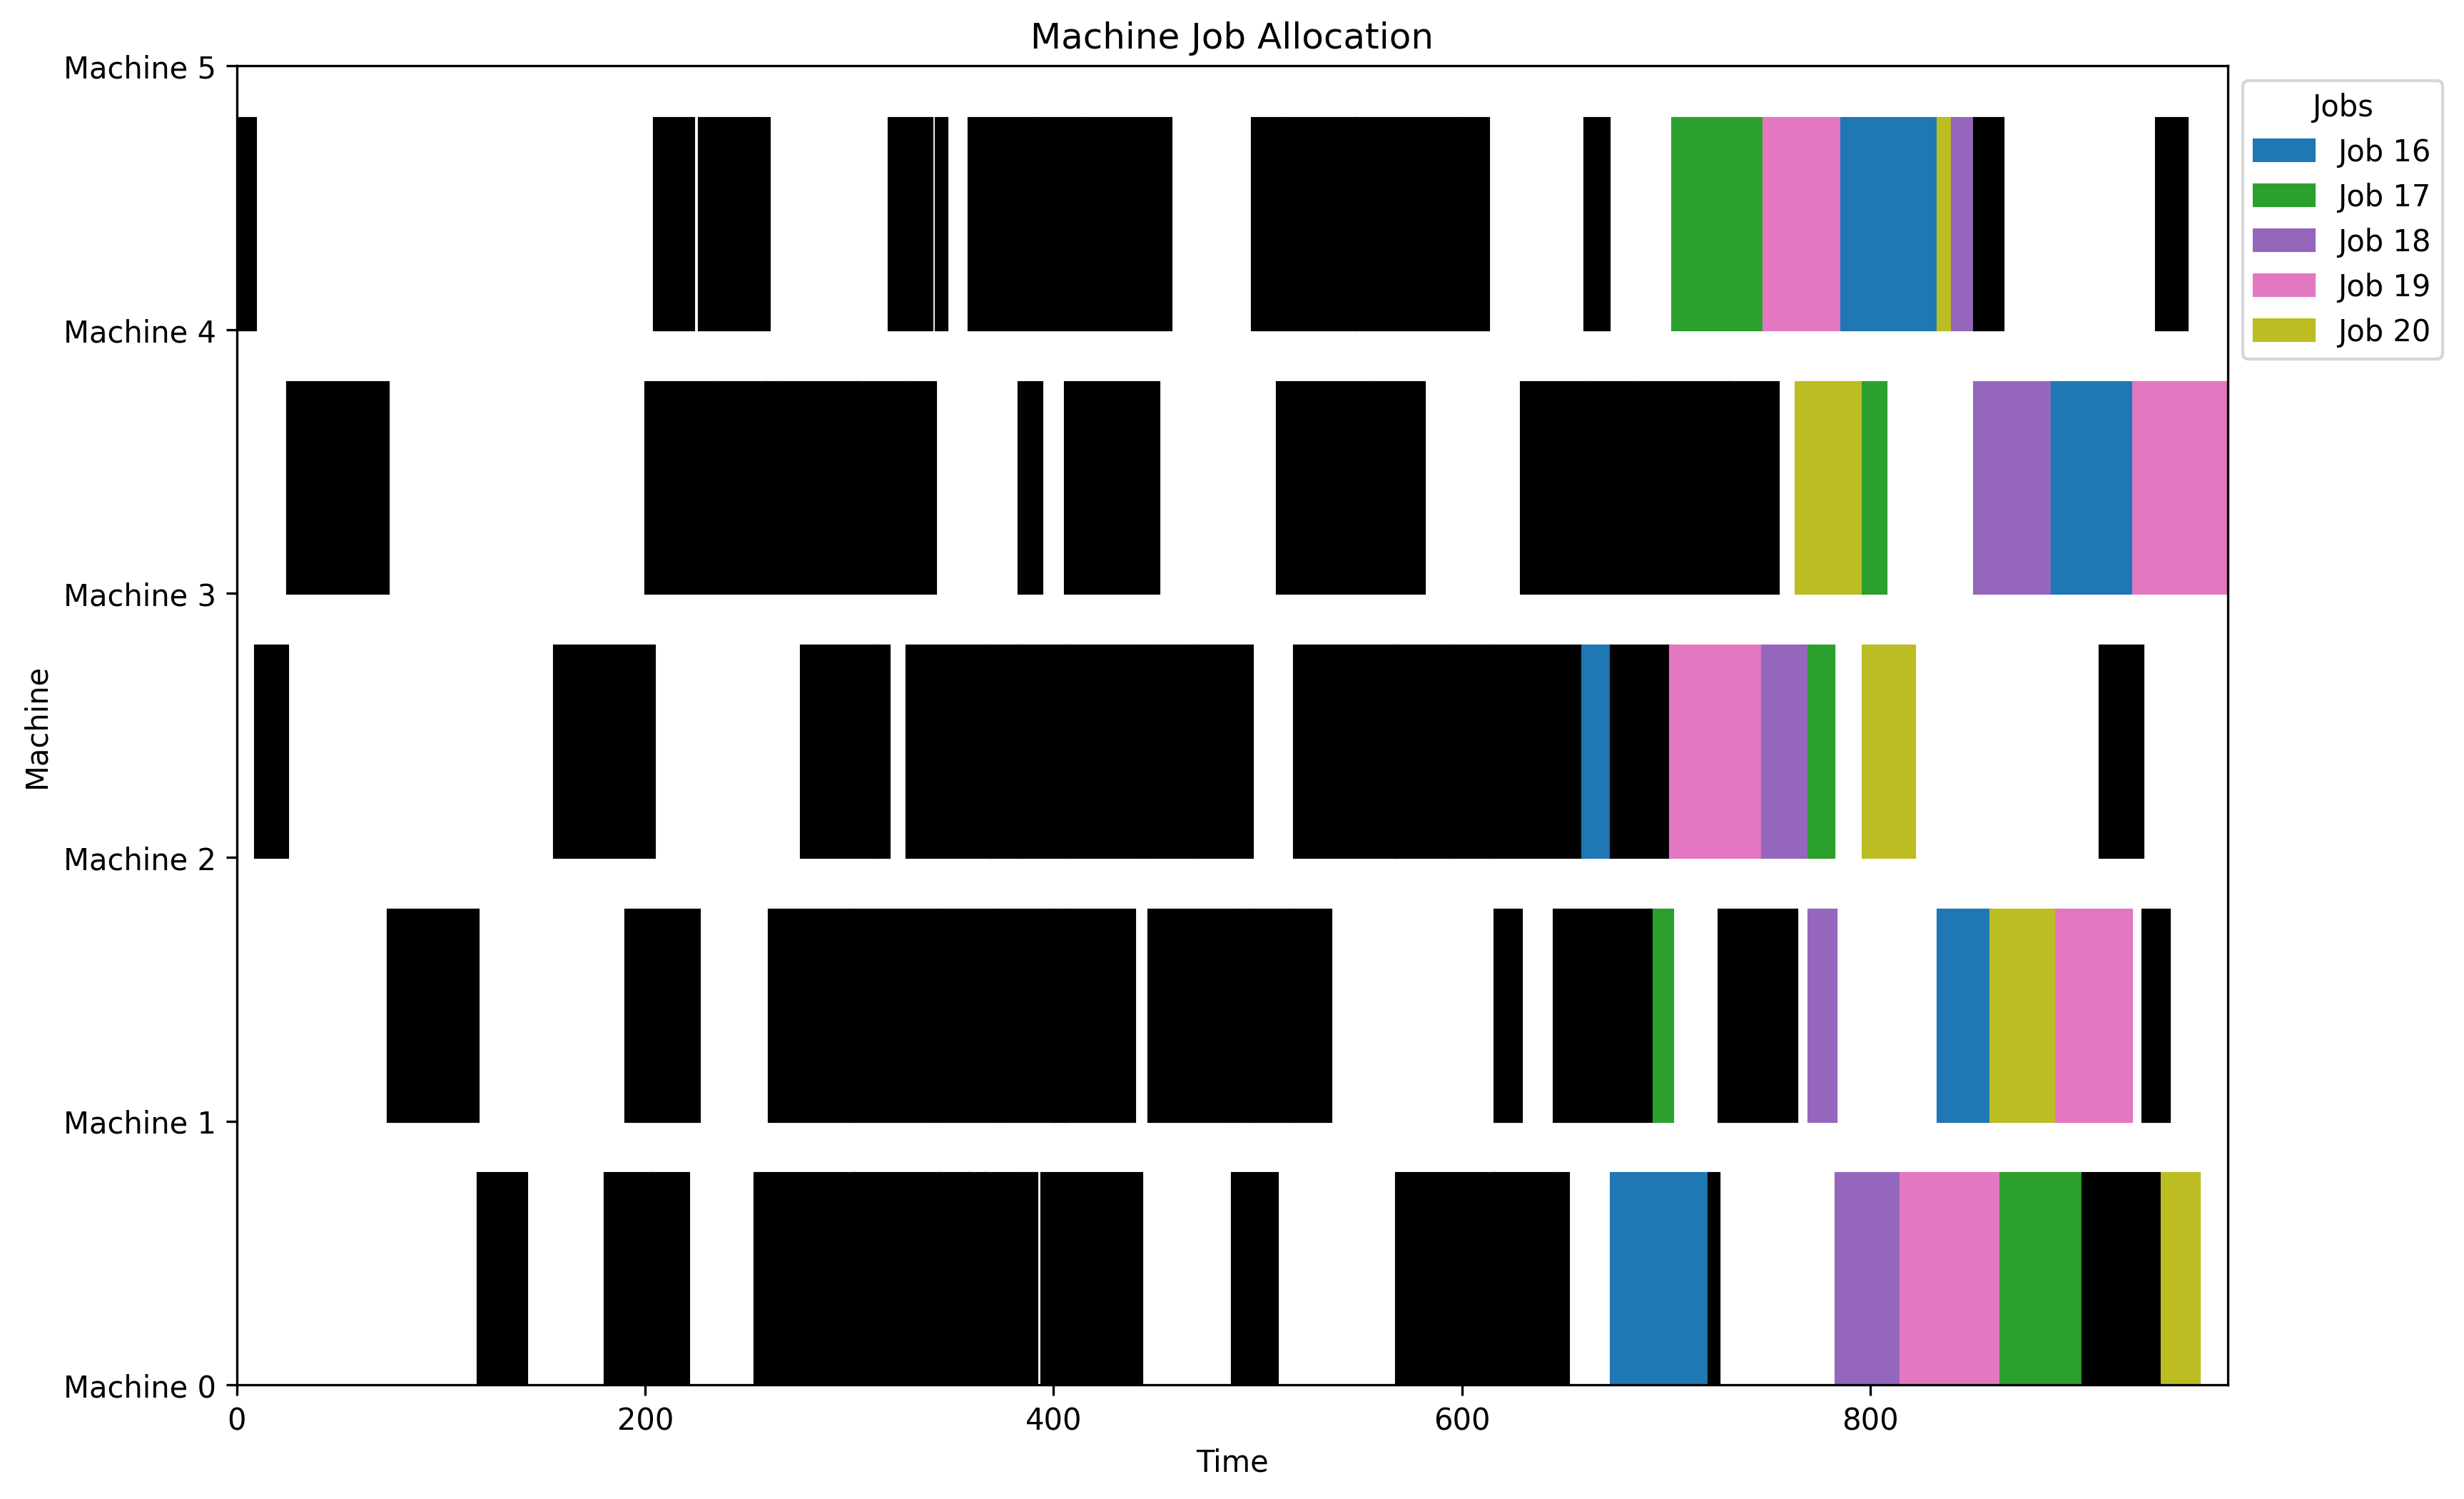 Machine Job Allocation
Machine 5
Machine 4
Machine 3
Machine 2
Machine 1
Machine 0
Machine
0
200
400
600
800
Time
Jobs
Job 16
Job 17
Job 18
Job 19
Job 20